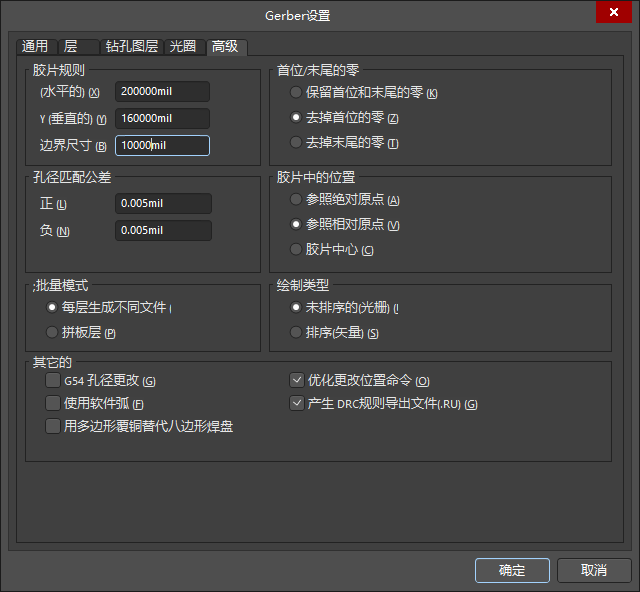 Gerber设置
通用 层 钻孔图层 光圈 高级
胶片规则
(水平的) (X) 200000mil
Y (垂直的) (Y) 160000mil
边界尺寸 (B) 10000mil
首位/末尾的零
保留首位和末尾的零 (K)
去掉首位的零 (Z)
去掉末尾的零 (T)
孔径匹配公差
正 (L) 0.005mil
负 (N) 0.005mil
胶片中的位置
参照绝对原点 (A)
参照相对原点 (V)
胶片中心 (C)
;批量模式
每层生成不同文件 (
拼板层 (P)
绘制类型
未排序的(光栅) (
排序(矢量) (S)
其它的
G54 孔径更改 (G)
使用软件弧 (F)
用多边形覆铜替代八边形焊盘
优化更改位置命令 (O)
产生 DRC规则导出文件(.RU) (G)
确定 取消